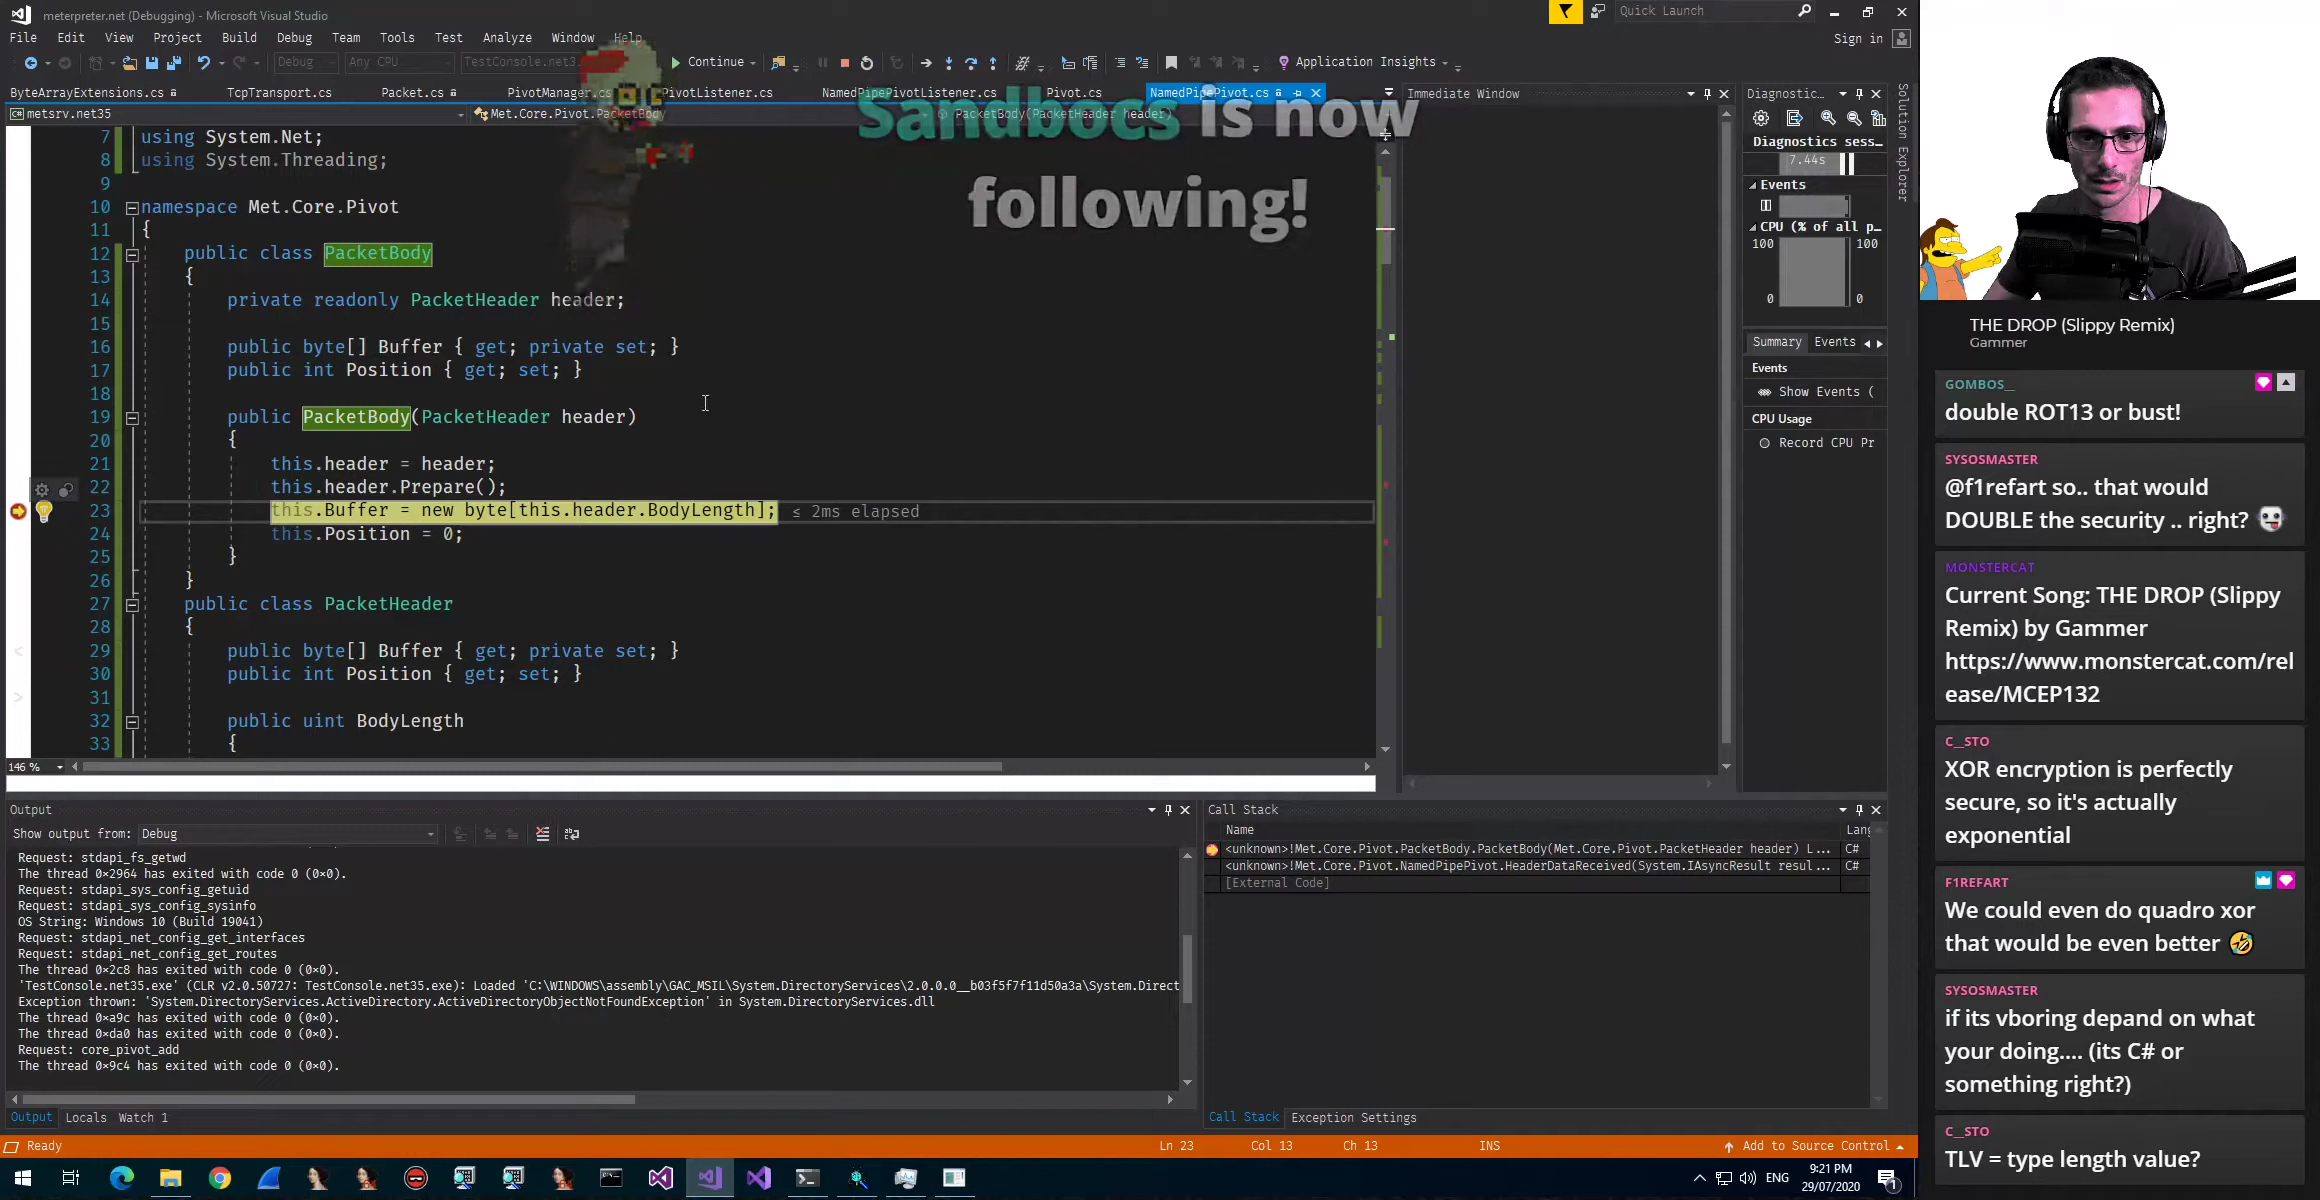 meterpreter.net (Debugging) - Microsoft Visual Studio
Quick Launch
File Edit View Project Build Debug Team Tools Test Analyze Window Help
Sign in
Debug Any CPU TestConsole.net3 Continue Application Insights
ByteArrayExtensions.cs TcpTransport.cs Packet.cs PivotManager.cs PivotListener.cs NamedPipePivotListener.cs Pivot.cs NamedPipePivot.cs
metsrv.net35 Met.Core.Pivot.PacketBody PacketBody(PacketHeader header)
Sandbocs is now
following!
7 using System.Net;
8 using System.Threading;
9
10 namespace Met.Core.Pivot
11 {
12 public class PacketBody
13 {
14 private readonly PacketHeader header;
15
16 public byte[] Buffer { get; private set; }
17 public int Position { get; set; }
18
19 public PacketBody(PacketHeader header)
20 {
21 this.header = header;
22 this.header.Prepare();
23 this.Buffer = new byte[this.header.BodyLength]; ≤ 2ms elapsed
24 this.Position = 0;
25 }
26 }
27 public class PacketHeader
28 {
29 public byte[] Buffer { get; private set; }
30 public int Position { get; set; }
31
32 public uint BodyLength
33 {
146 %
Immediate Window
Diagnostic...
Diagnostics sess...
7.44s
Events
CPU (% of all p...
100 100
0 0
Summary Events
Events
Show Events (
CPU Usage
Record CPU Pr
Solution Explorer
Output
Show output from: Debug
Request: stdapi_fs_getwd
The thread 0x2964 has exited with code 0 (0x0).
Request: stdapi_sys_config_getuid
Request: stdapi_sys_config_sysinfo
OS String: Windows 10 (Build 19041)
Request: stdapi_net_config_get_interfaces
Request: stdapi_net_config_get_routes
The thread 0x2c8 has exited with code 0 (0x0).
'TestConsole.net35.exe' (CLR v2.0.50727: TestConsole.net35.exe): Loaded 'C:\WINDOWS\assembly\GAC_MSIL\System.DirectoryServices\2.0.0.0__b03f5f7f11d50a3a\System.Direct
Exception thrown: 'System.DirectoryServices.ActiveDirectory.ActiveDirectoryObjectNotFoundException' in System.DirectoryServices.dll
The thread 0xa9c has exited with code 0 (0x0).
The thread 0xda0 has exited with code 0 (0x0).
Request: core_pivot_add
The thread 0x9c4 has exited with code 0 (0x0).
Output Locals Watch 1
Call Stack
Name Lang
<unknown>!Met.Core.Pivot.PacketBody.PacketBody(Met.Core.Pivot.PacketHeader header) L... C#
<unknown>!Met.Core.Pivot.NamedPipePivot.HeaderDataReceived(System.IAsyncResult resul... C#
[External Code]
Call Stack Exception Settings
Ready Ln 23 Col 13 Ch 13 INS Add to Source Control
ENG 9:21 PM
29/07/2020
THE DROP (Slippy Remix)
Gammer
GOMBOS__
double ROT13 or bust!
SYSOSMASTER
@f1refart so.. that would
DOUBLE the security .. right?
MONSTERCAT
Current Song: THE DROP (Slippy
Remix) by Gammer
https://www.monstercat.com/rel
ease/MCEP132
C__STO
XOR encryption is perfectly
secure, so it's actually
exponential
F1REFART
We could even do quadro xor
that would be even better
SYSOSMASTER
if its vboring depand on what
your doing.... (its C# or
something right?)
C__STO
TLV = type length value?